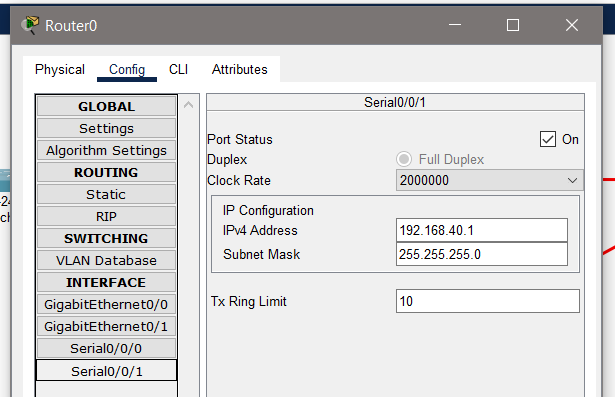 Router0
Physical Config CLI Attributes
GLOBAL
Settings
Algorithm Settings
ROUTING
Static
RIP
SWITCHING
VLAN Database
INTERFACE
GigabitEthernet0/0
GigabitEthernet0/1
Serial0/0/0
Serial0/0/1
Serial0/0/1
Port Status On
Duplex Full Duplex
Clock Rate 2000000
IP Configuration
IPv4 Address 192.168.40.1
Subnet Mask 255.255.255.0
Tx Ring Limit 10